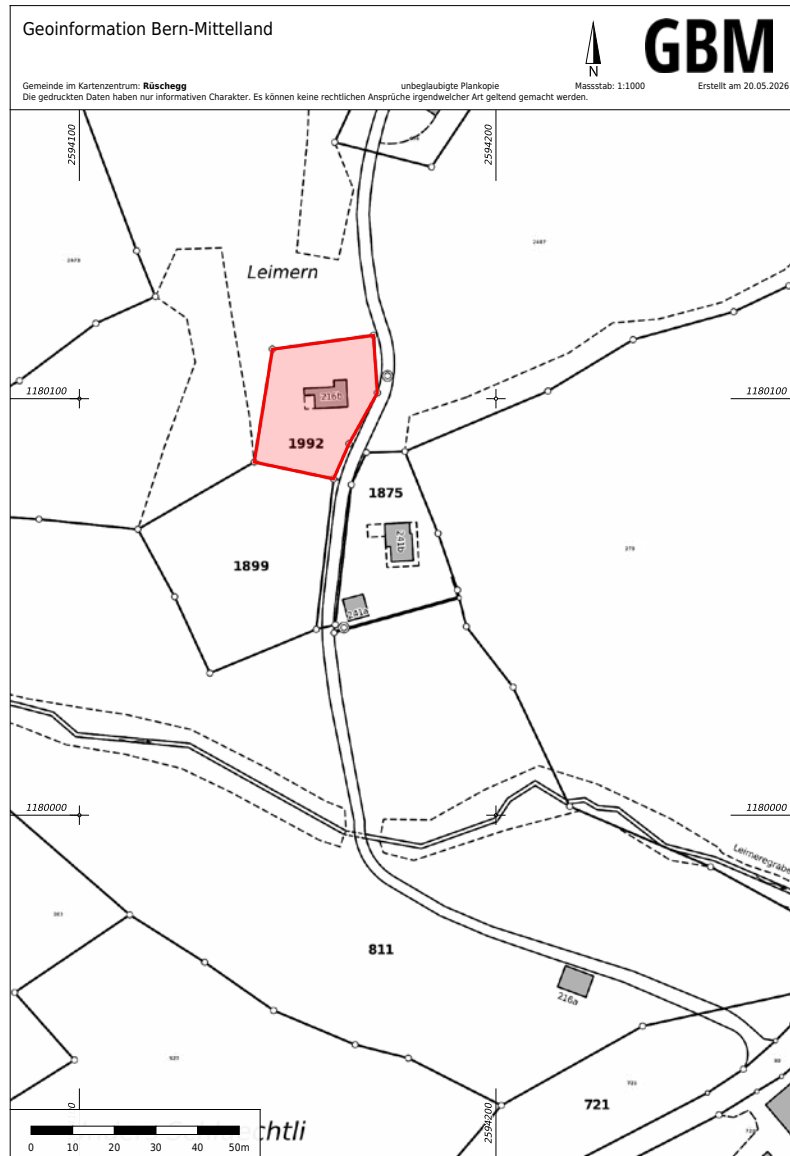 Geoinformation Bern-Mittelland
GBM
N
Gemeinde im Kartenzentrum: Rüschegg
unbeglaubigte Plankopie
Massstab: 1:1000
Erstellt am 20.05.2026
Die gedruckten Daten haben nur informativen Charakter. Es können keine rechtlichen Ansprüche irgendwelcher Art geltend gemacht werden.
2594100
2594200
2487
Leimern
1180100
1180100
216b
1992
1875
241b
379
1899
241a
1180000
1180000
Leimeregrabe
811
216a
721
2594200
chtli
0 10 20 30 40 50m